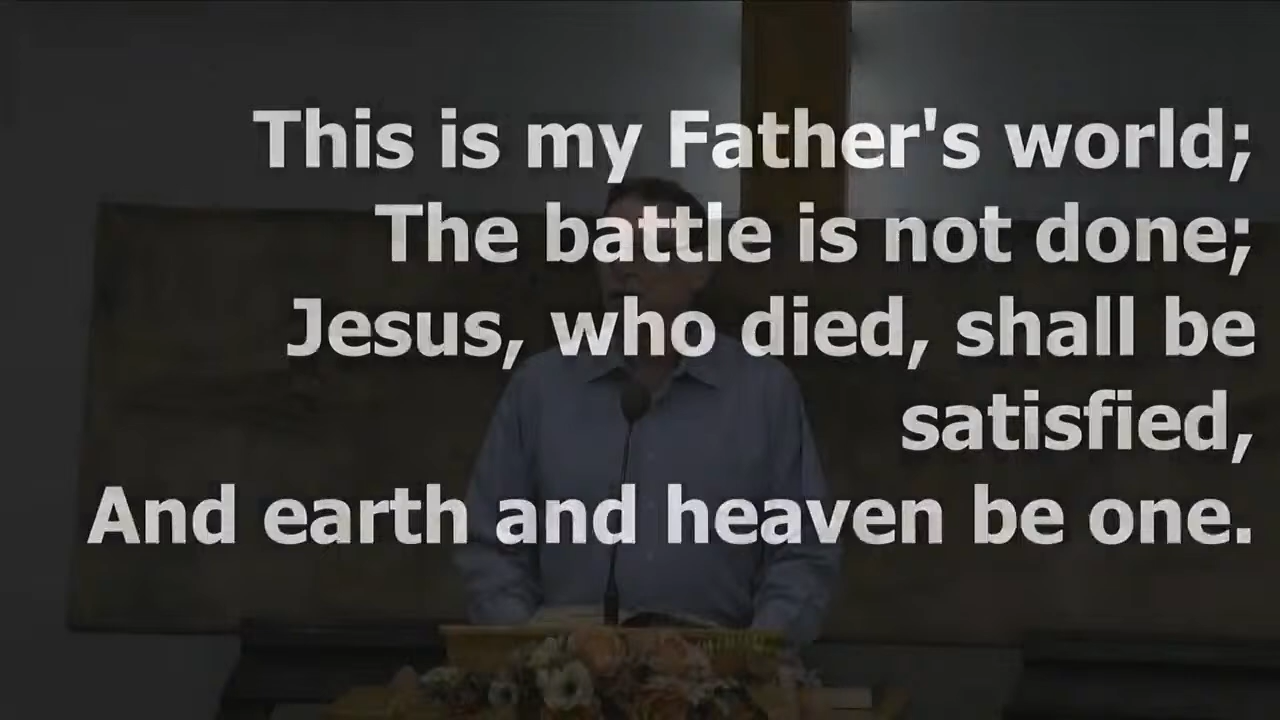 This is my Father's world;
The battle is not done;
Jesus, who died, shall be
satisfied,
And earth and heaven be one.